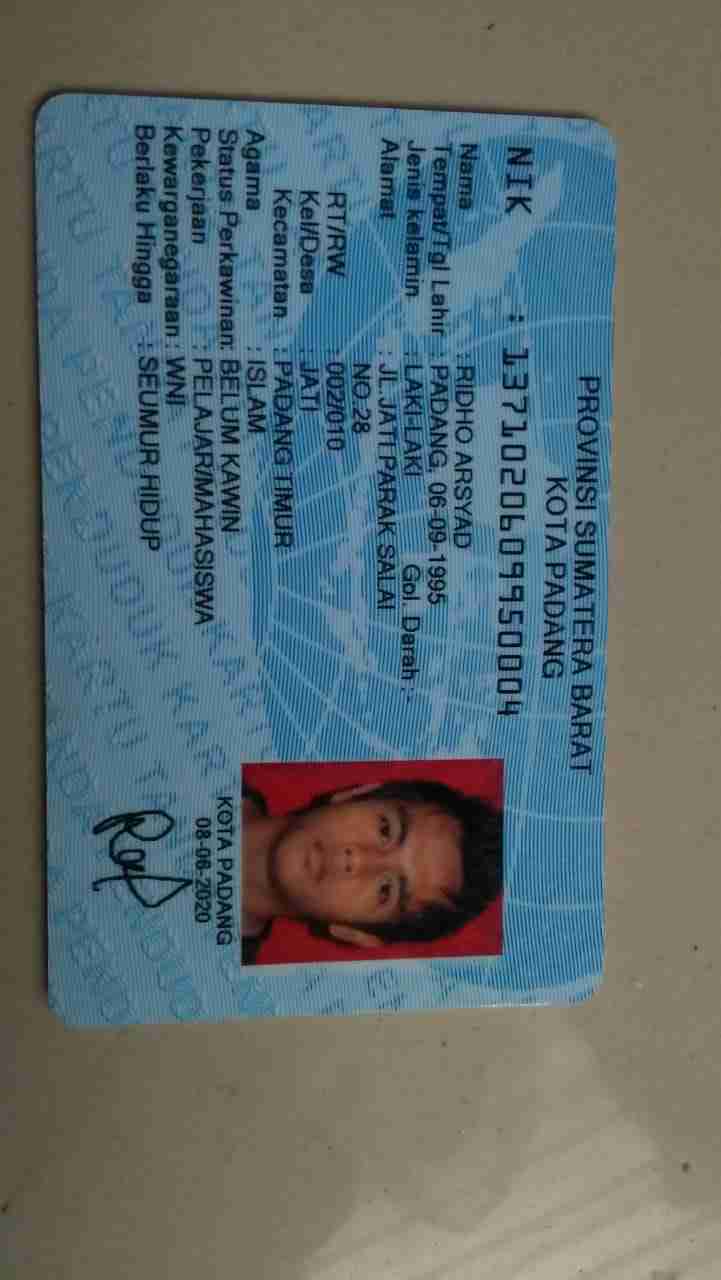 PROVINSI SUMATERA BARAT
KOTA PADANG
NIK : 1371020609950004
Nama : RIDHO ARSYAD
Tempat/Tgl Lahir : PADANG, 06-09-1995
Jenis kelamin : LAKI-LAKI Gol. Darah : -
Alamat : JL.JATI PARAK SALAI
NO.28
RT/RW : 002/010
Kel/Desa : JATI
Kecamatan : PADANG TIMUR
Agama : ISLAM
Status Perkawinan: BELUM KAWIN
Pekerjaan : PELAJAR/MAHASISWA
Kewarganegaraan : WNI
Berlaku Hingga : SEUMUR HIDUP
KOTA PADANG
08-06-2020